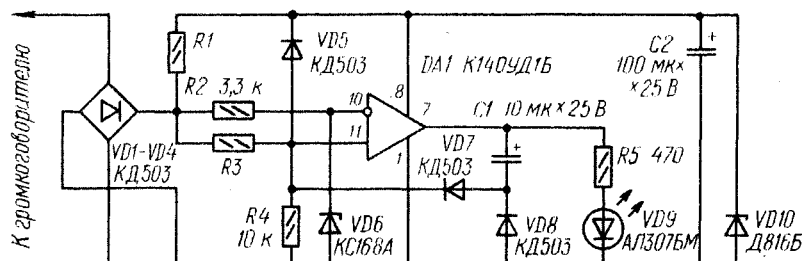 К громкоговорителю
R1
VD5
КД503
DA1 К140УД1Б
C2
100 мк×
×25 В
R2 3,3 к
10
8
7
C1 10 мк×25 В
11
VD1-VD4
КД503
R3
1
VD7
КД503
R5 470
R4
10 к
VD6
КС168А
VD8
КД503
VD9
АЛ307БМ
VD10
Д816Б